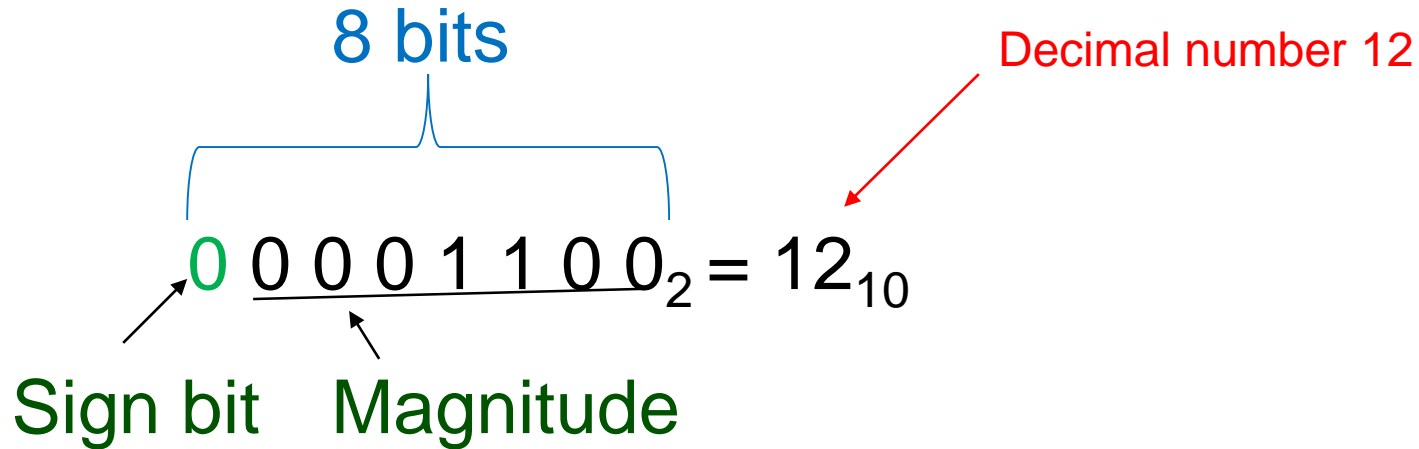 8 bits
Decimal number 12
0 0 0 0 1 1 0 0₂ = 12₁₀
Sign bit Magnitude